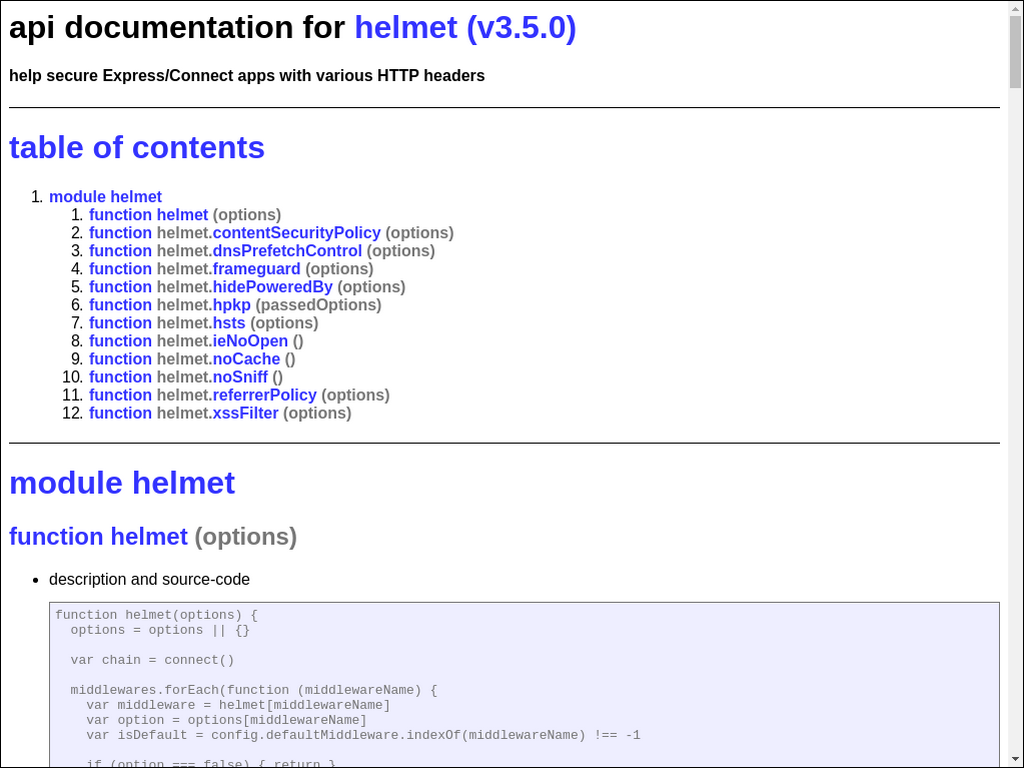 api documentation for helmet (v3.5.0)
help secure Express/Connect apps with various HTTP headers
table of contents
1. module helmet
1. function helmet (options)
2. function helmet.contentSecurityPolicy (options)
3. function helmet.dnsPrefetchControl (options)
4. function helmet.frameguard (options)
5. function helmet.hidePoweredBy (options)
6. function helmet.hpkp (passedOptions)
7. function helmet.hsts (options)
8. function helmet.ieNoOpen ()
9. function helmet.noCache ()
10. function helmet.noSniff ()
11. function helmet.referrerPolicy (options)
12. function helmet.xssFilter (options)
module helmet
function helmet (options)
• description and source-code
function helmet(options) {
  options = options || {}
  var chain = connect()
  middlewares.forEach(function (middlewareName) {
    var middleware = helmet[middlewareName]
    var option = options[middlewareName]
    var isDefault = config.defaultMiddleware.indexOf(middlewareName) !== -1
    if (option === false) { return }